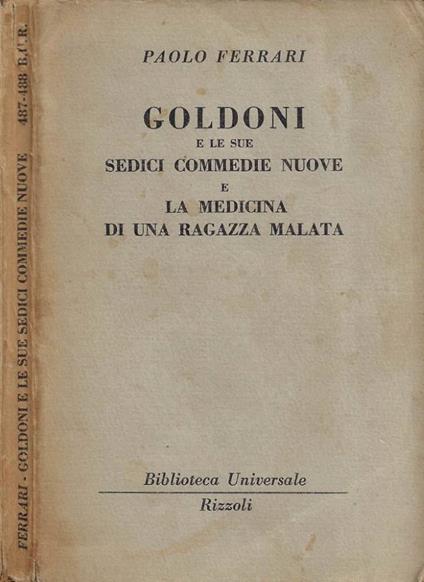 PAOLO FERRARI
GOLDONI
E LE SUE
SEDICI COMMEDIE NUOVE
E
LA MEDICINA
DI UNA RAGAZZA MALATA
Biblioteca Universale
Rizzoli
FERRARI - GOLDONI E LE SUE SEDICI COMMEDIE NUOVE 487-488 B.U.R.